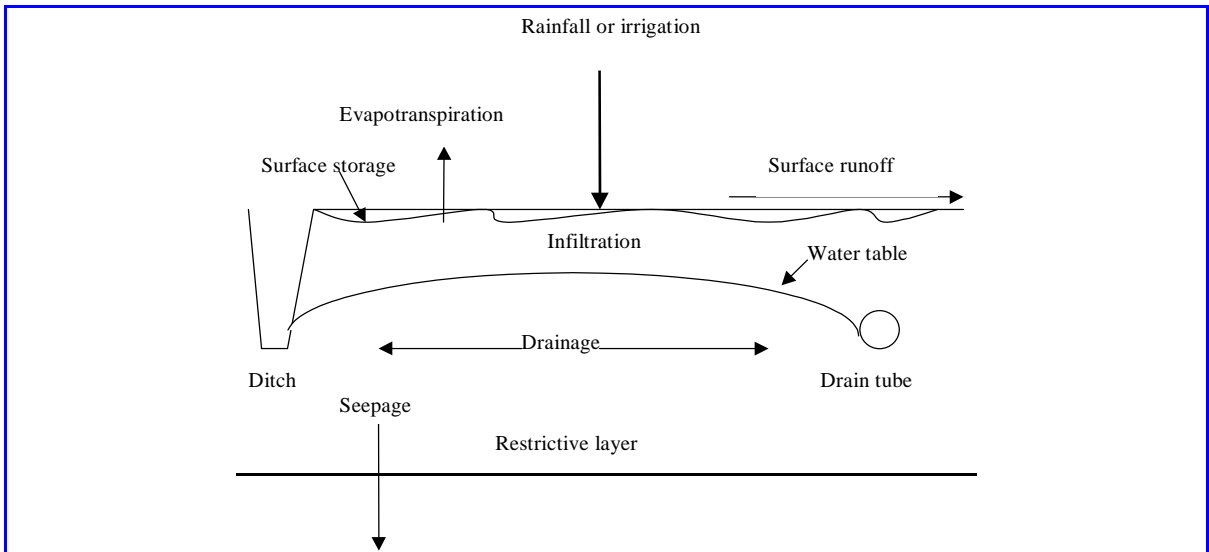 Rainfall or irrigation
Evapotranspiration
Surface storage
Surface runoff
Infiltration
Water table
Drainage
Ditch
Drain tube
Seepage
Restrictive layer